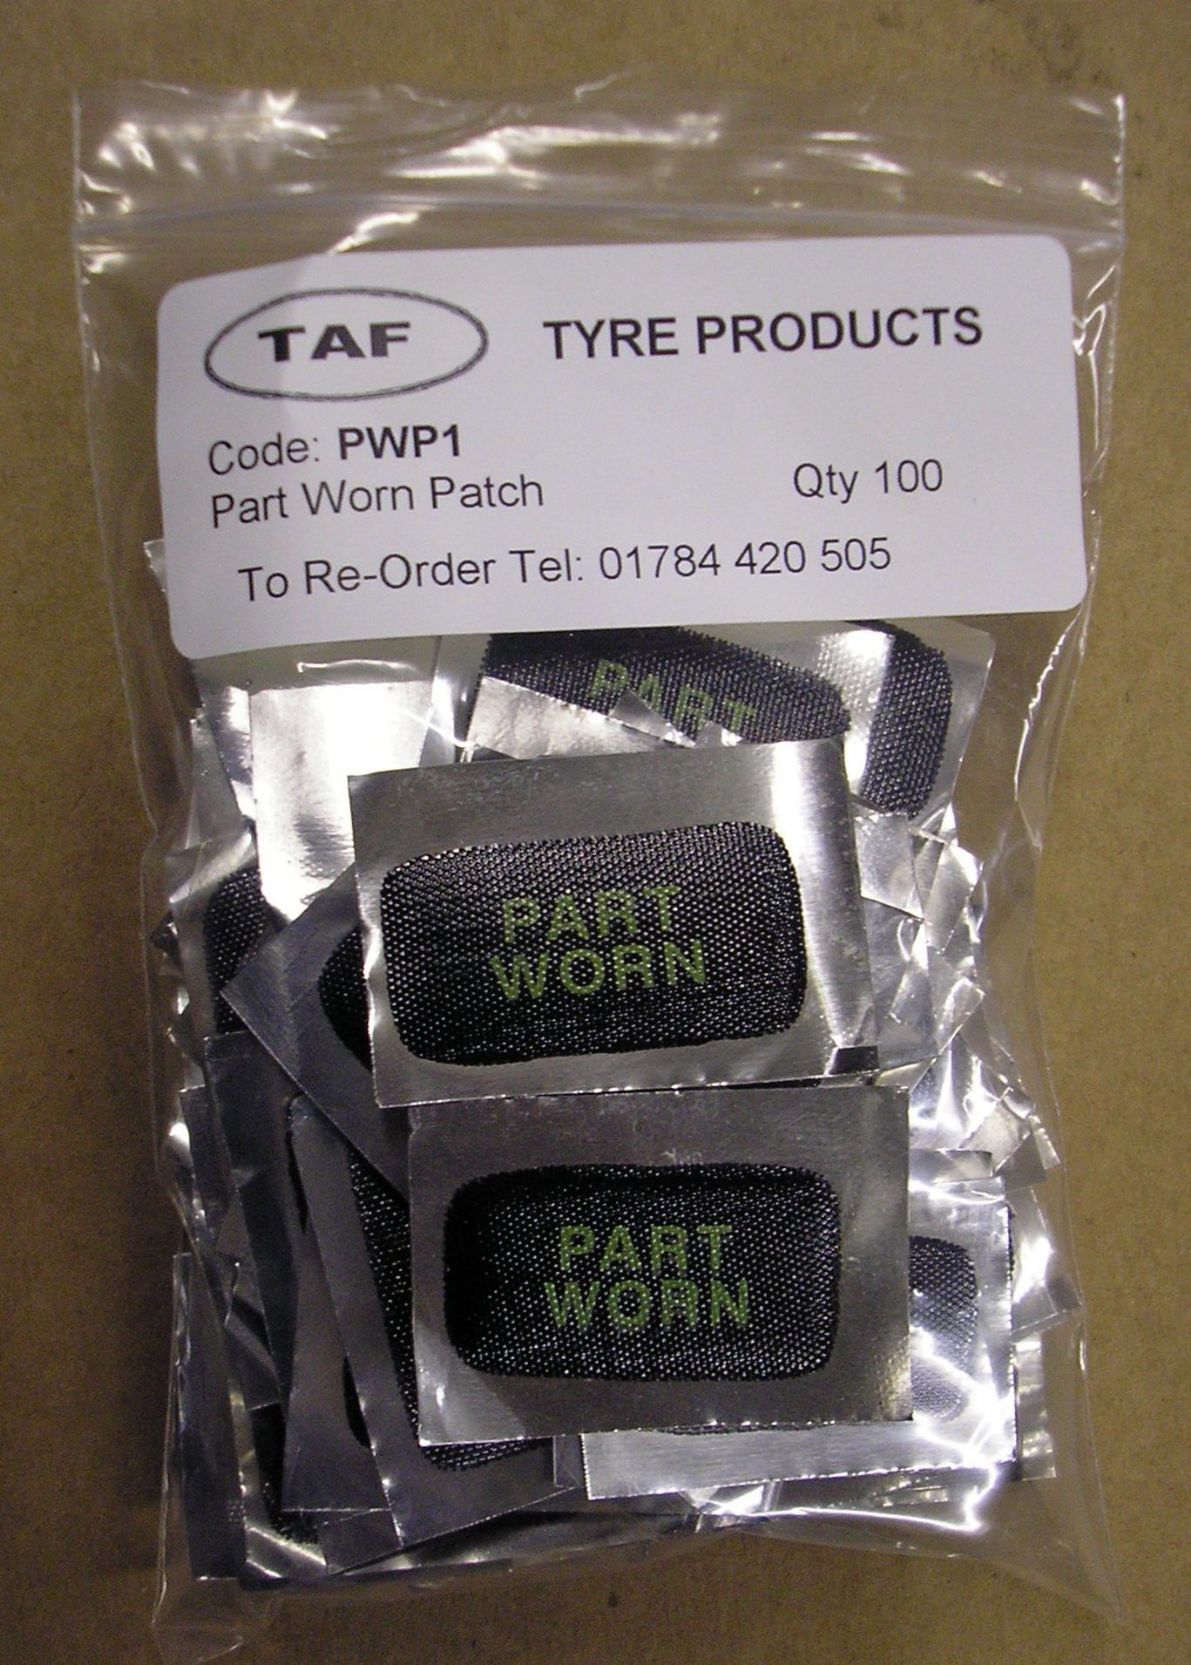 TAF TYRE PRODUCTS
Code: PWP1
Part Worn Patch Qty 100
To Re-Order Tel: 01784 420 505
PART
PART
WORN
PART
WORN